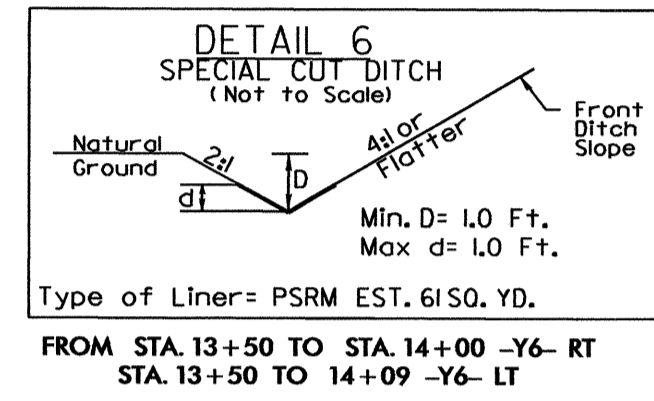 DETAIL 6
SPECIAL CUT DITCH
(Not to Scale)
Natural
Ground
2:1
d
D
4:1 or
Flatter
Front
Ditch
Slope
Min. D= 1.0 Ft.
Max d= 1.0 Ft.
Type of Liner= PSRM EST. 61 SQ. YD.
FROM STA. 13+50 TO STA. 14+00 -Y6- RT
STA. 13+50 TO 14+09 -Y6- LT